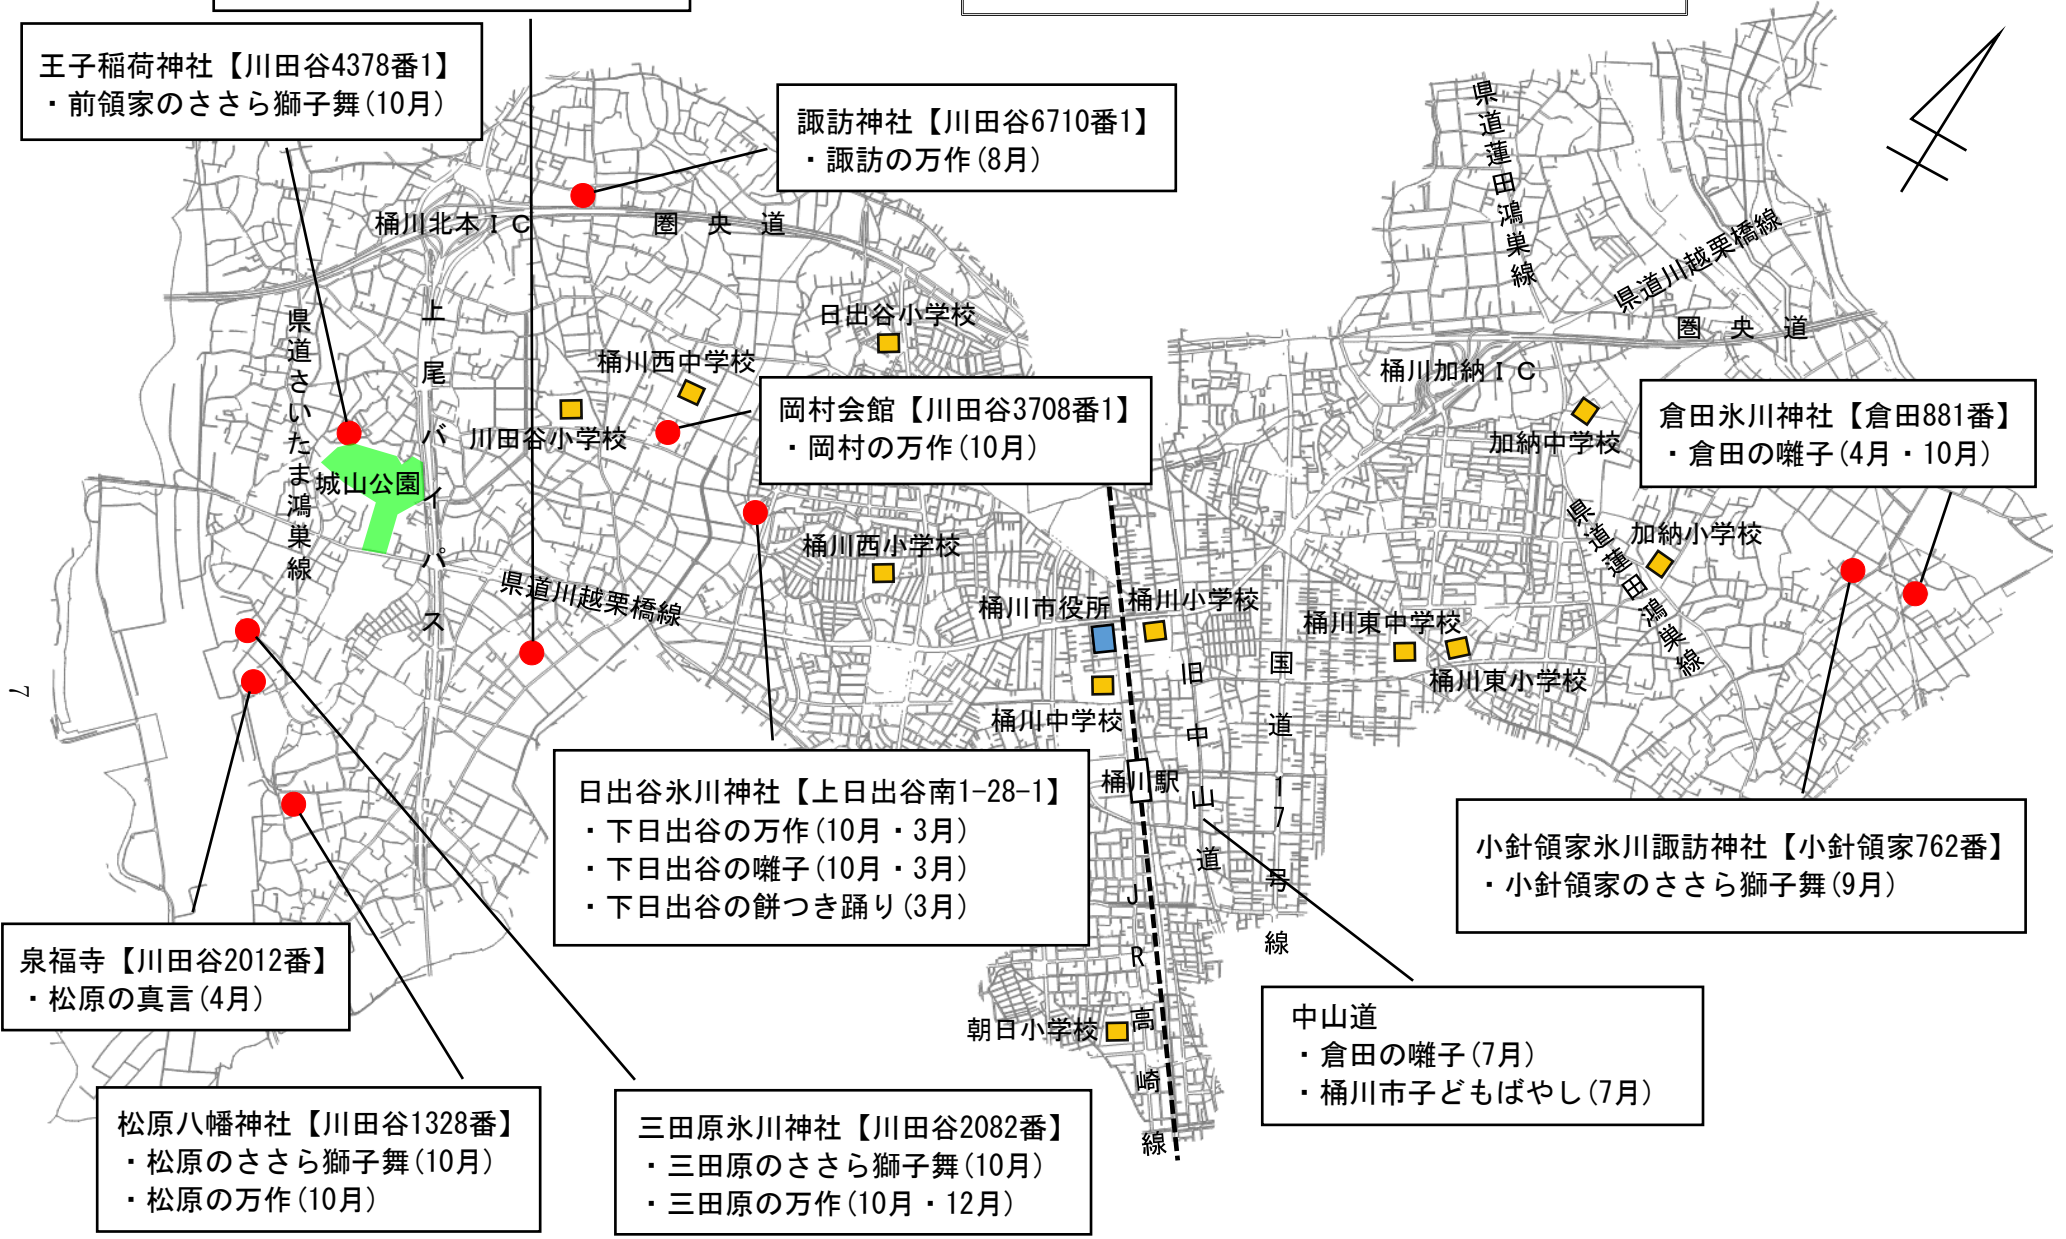 王子稲荷神社【川田谷4378番1】
・前領家のささら獅子舞(10月)
諏訪神社【川田谷6710番1】
・諏訪の万作(8月)
県道蓮田鴻巣線
桶川北本ＩＣ
圏央道
県道川越栗橋線
圏央道
上尾バイパス
県道さいたま鴻巣線
日出谷小学校
桶川西中学校
川田谷小学校
岡村会館【川田谷3708番1】
・岡村の万作(10月)
桶川加納ＩＣ
加納中学校
倉田氷川神社【倉田881番】
・倉田の囃子(4月・10月)
城山公園
桶川西小学校
県道蓮田鴻巣線
加納小学校
県道川越栗橋線
桶川市役所
桶川小学校
桶川東中学校
桶川東小学校
旧中山道
国道17号線
7
桶川中学校
桶川駅
ＪＲ高崎線
日出谷氷川神社【上日出谷南1-28-1】
・下日出谷の万作(10月・3月)
・下日出谷の囃子(10月・3月)
・下日出谷の餅つき踊り(3月)
小針領家氷川諏訪神社【小針領家762番】
・小針領家のささら獅子舞(9月)
泉福寺【川田谷2012番】
・松原の真言(4月)
朝日小学校
中山道
・倉田の囃子(7月)
・桶川市子どもばやし(7月)
松原八幡神社【川田谷1328番】
・松原のささら獅子舞(10月)
・松原の万作(10月)
三田原氷川神社【川田谷2082番】
・三田原のささら獅子舞(10月)
・三田原の万作(10月・12月)